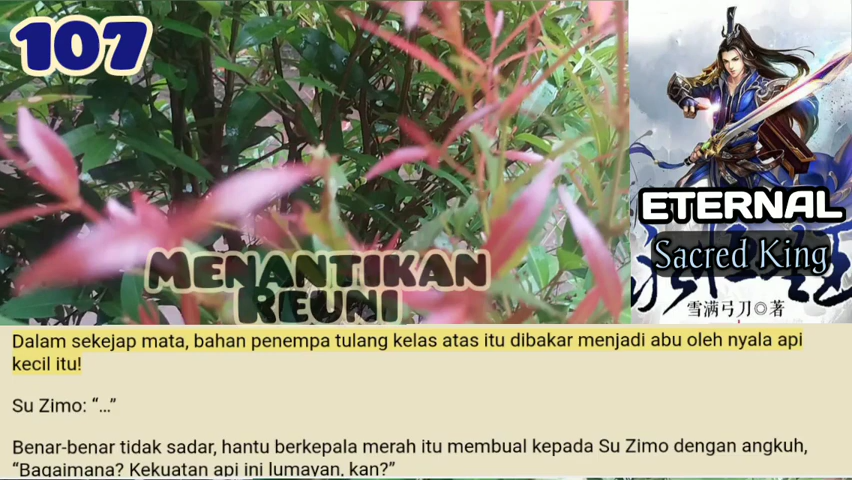 107
MENANTIKAN
REUNI
ETERNAL
Sacred King
雪满弓刀◎著
Dalam sekejap mata, bahan penempa tulang kelas atas itu dibakar menjadi abu oleh nyala api
kecil itu!
Su Zimo: “...”
Benar-benar tidak sadar, hantu berkepala merah itu membual kepada Su Zimo dengan angkuh,
“Bagaimana? Kekuatan api ini lumayan, kan?”